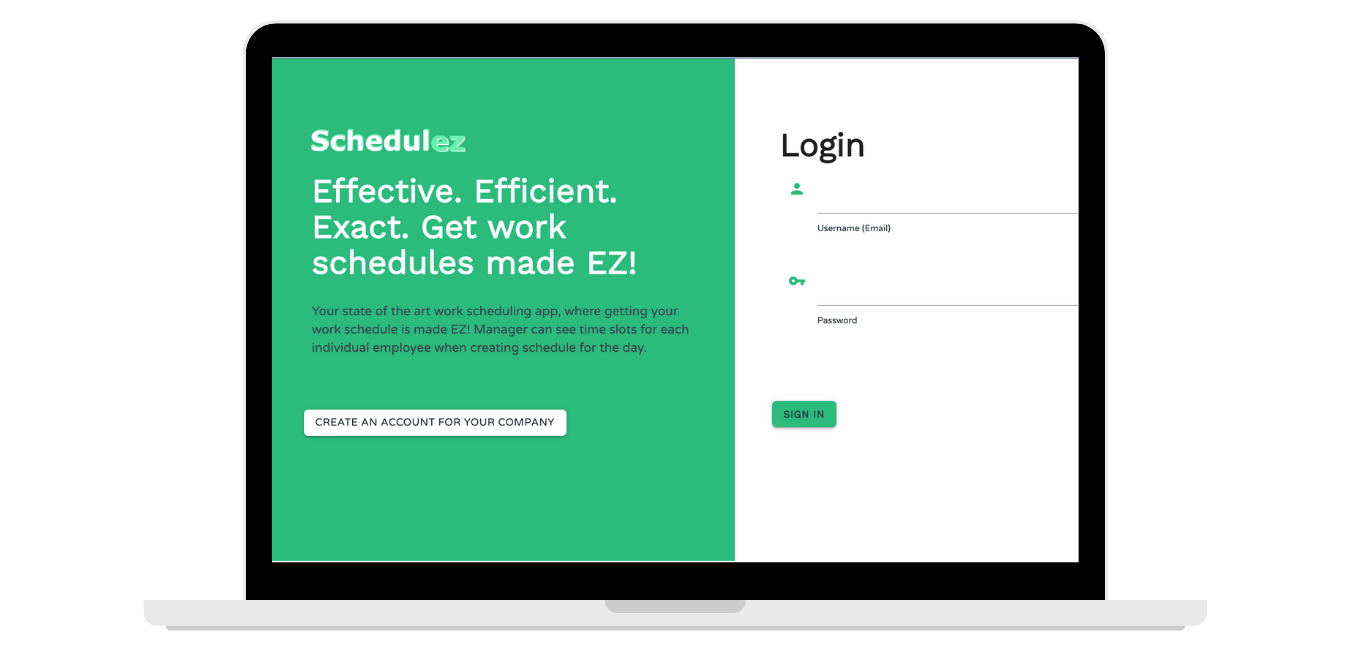 Schedulez
Effective. Efficient.
Exact. Get work
schedules made EZ!
Your state of the art work scheduling app, where getting your
work schedule is made EZ! Manager can see time slots for each
individual employee when creating schedule for the day.
CREATE AN ACCOUNT FOR YOUR COMPANY
Login
Username (Email)
Password
SIGN IN